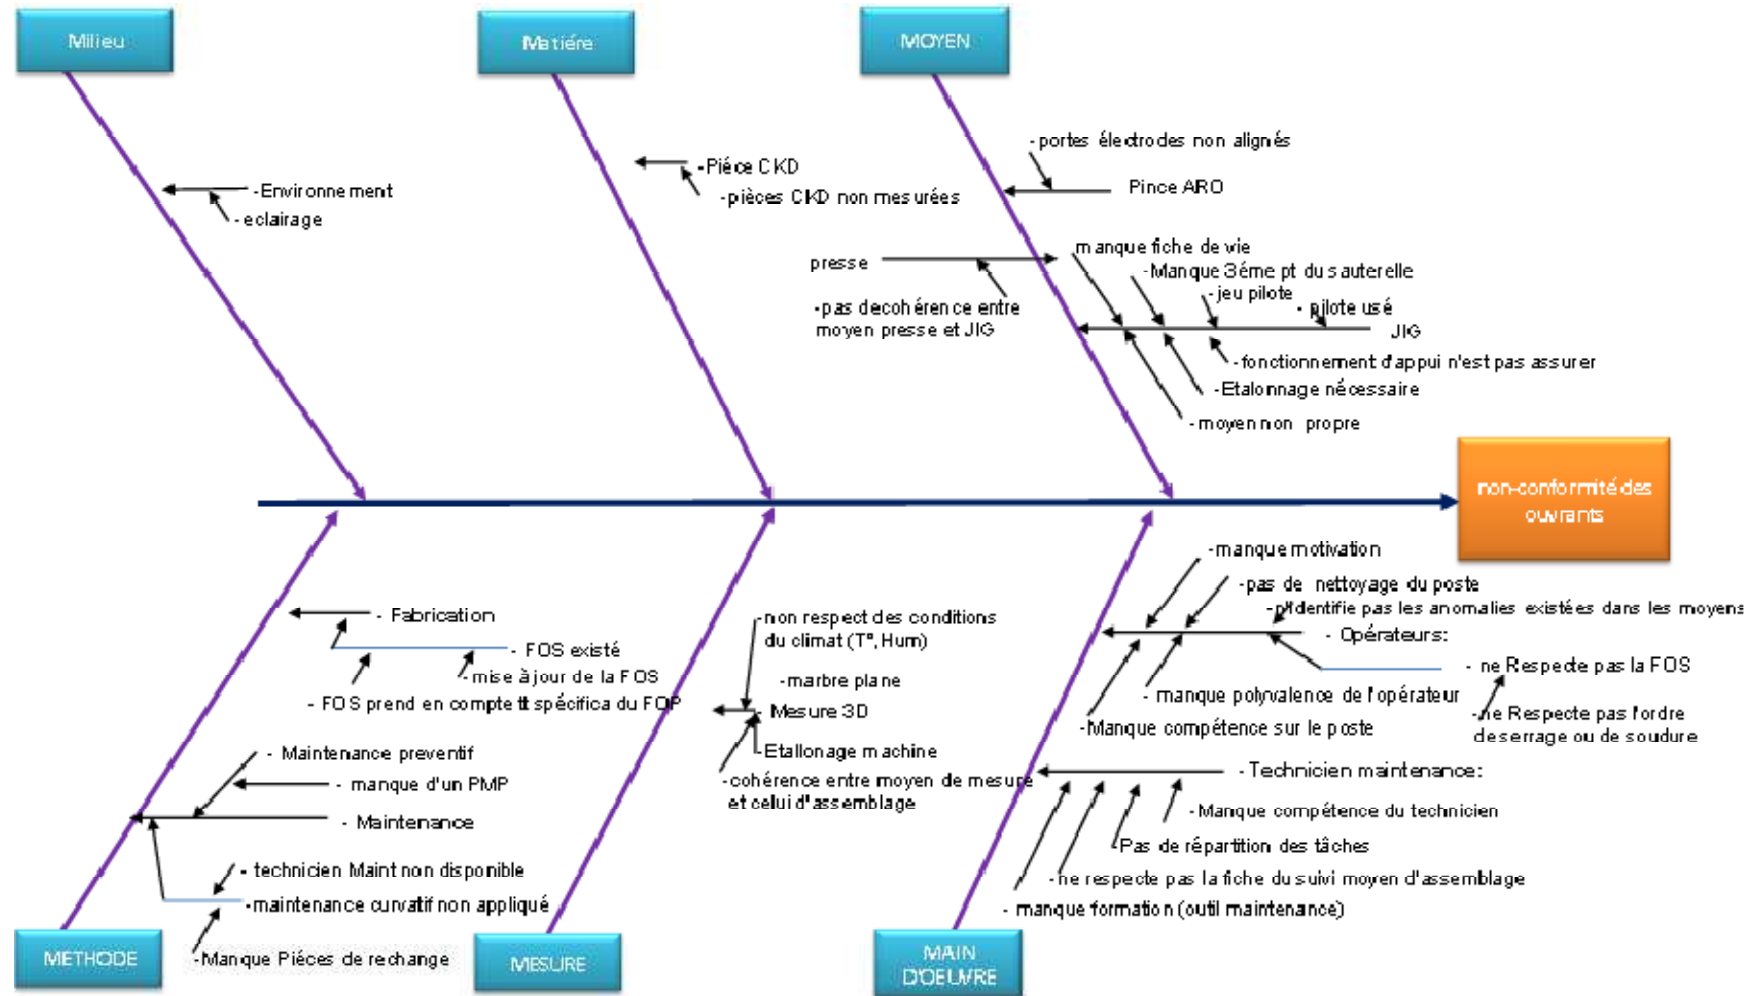 Milieu
Matiére
MOYEN
- portes électrodes non alignés
Pince ARO
- Piéce CKD
- pièces CKD non mesurées
- Environnement
- eclairage
manque fiche de vie
- Manque 3éme pt du sauterelle
- jeu pilote
- pilote usé
JIG
presse
- pas decohérence entre
moyen presse et JIG
- fonctionnement d'appui n'est pas assurer
- Etalonnage nécessaire
- moyen non propre
non-conformité des
ouvrants
- manque motivation
- pas de nettoyage du poste
Identifie pas les anomalies existées dans les moyens
- Opérateurs:
- ne Respecte pas la FOS
- manque polyvalence de l'opérateur
- ne Respecte pas l'ordre
deserrage ou de soudure
- Manque compétence sur le poste
- Technicien maintenance:
- Manque compétence du technicien
- Pas de répartition des tâches
- ne respecte pas la fiche du suivi moyen d'assemblage
- manque formation (outil maintenance)
- Fabrication
- FOS existé
- mise à jour de la FOS
- FOS prend en compte spécifica du FOP
- non respect des conditions
du climat (T°, Hum)
- marbre plane
- Mesure 3D
- Etallonage machine
- cohérence entre moyen de mesure
et celui d'assemblage
- Maintenance preventif
- manque d'un PMP
- Maintenance
- technicien Maint non disponible
- maintenance curvattif non appliqué
- Manque Piéces de rechange
METHODE
MESURE
MAIN
D'OEUVRE